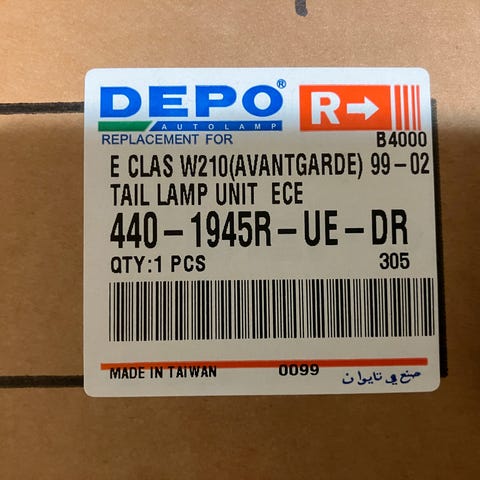 DEPO®
AUTOLAMP
R→
REPLACEMENT FOR
B4000
E CLAS W210(AVANTGARDE) 99-02
TAIL LAMP UNIT ECE
440-1945R-UE-DR
QTY:1 PCS
305
MADE IN TAIWAN
0099
صنع في تايوان